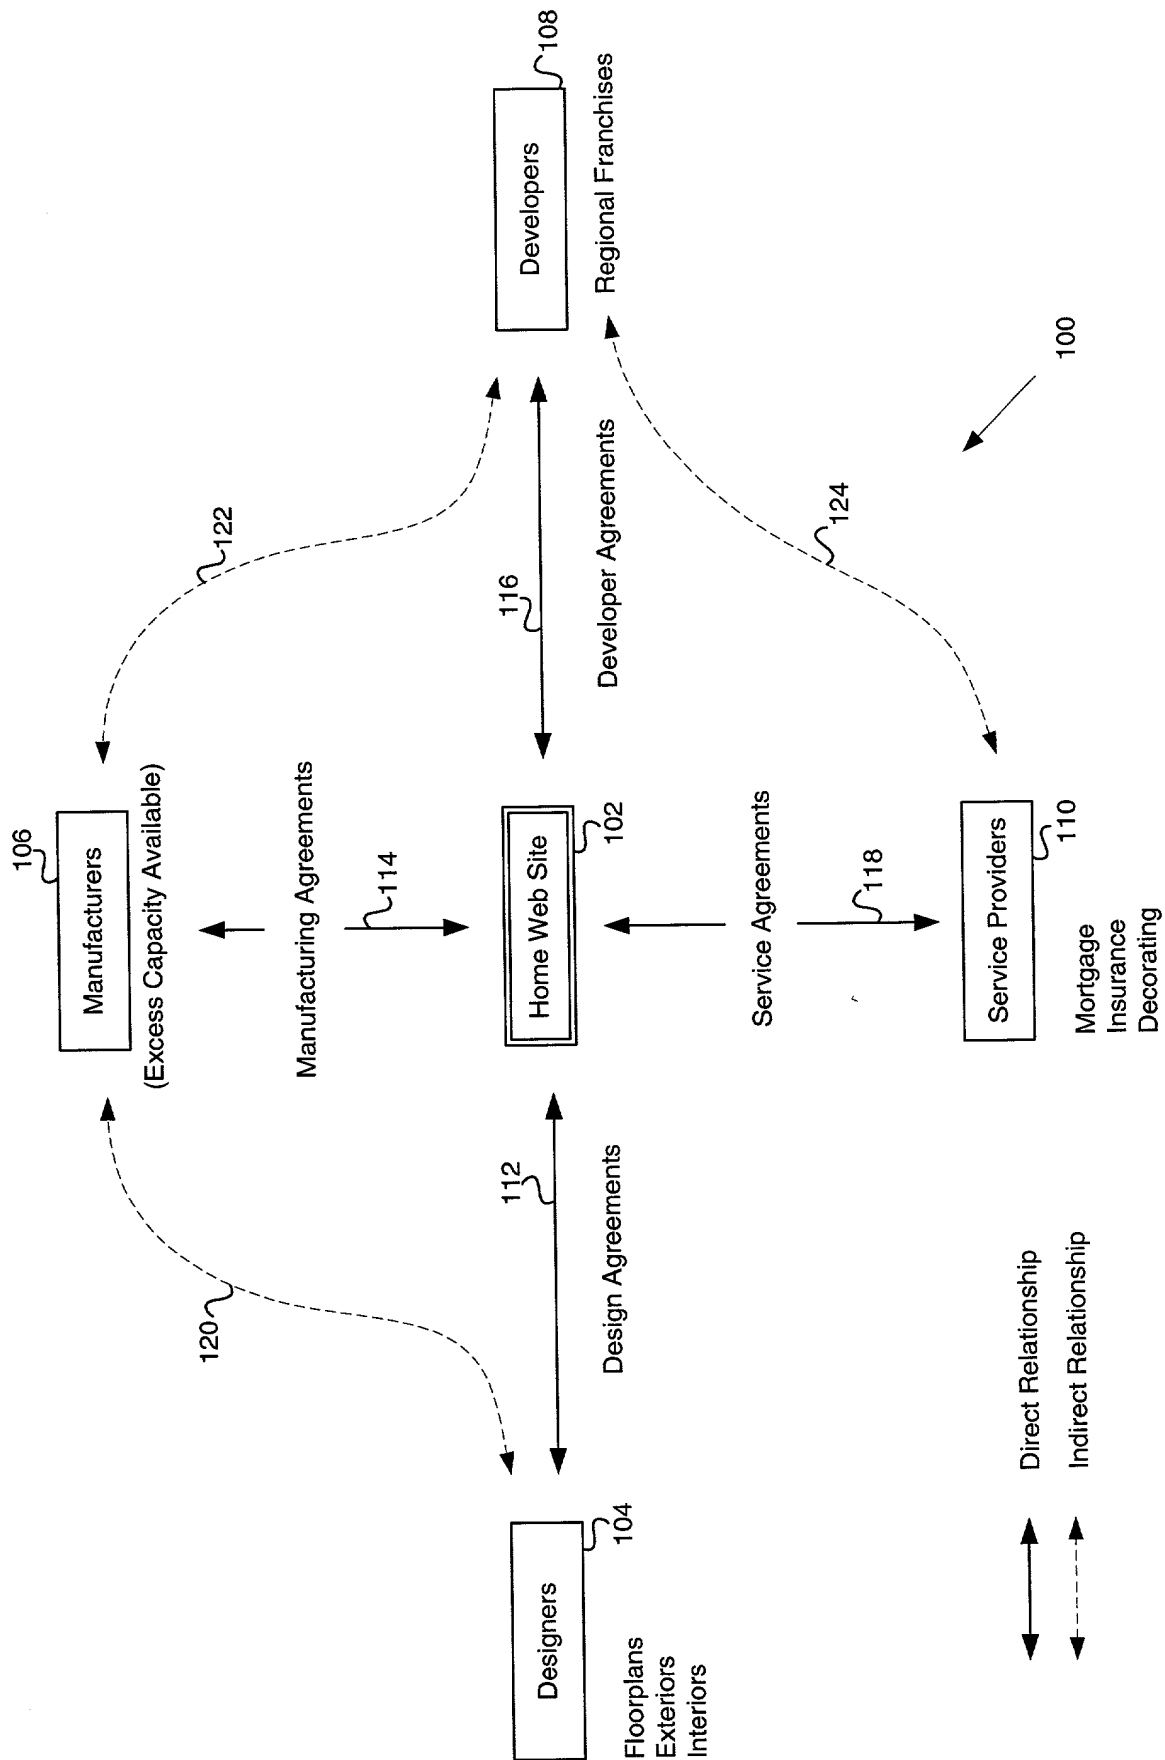 106
Manufacturers
(Excess Capacity Available)
120
122
Manufacturing Agreements
114
Designers
104
Floorplans
Exteriors
Interiors
112
Design Agreements
Home Web Site
102
116
Developer Agreements
Developers
108
Regional Franchises
Service Agreements
118
124
Service Providers
110
Mortgage
Insurance
Decorating
100
Direct Relationship
Indirect Relationship